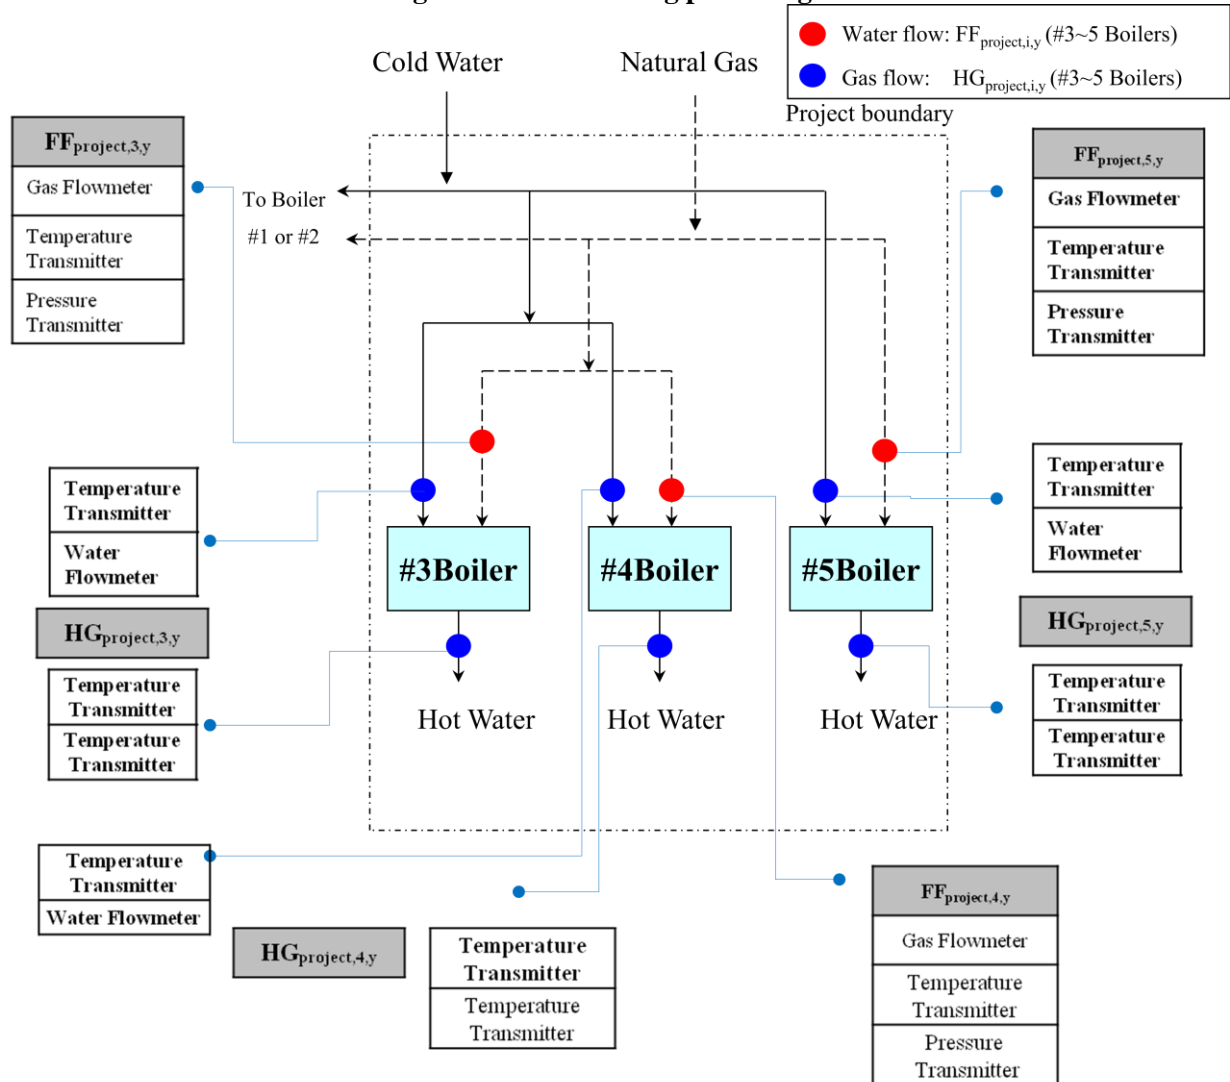 Water flow: FFproject,i,y (#3~5 Boilers)
Gas flow: HGproject,i,y (#3~5 Boilers)
Cold Water
Natural Gas
Project boundary
FFproject,3,y
Gas Flowmeter
Temperature
Transmitter
Pressure
Transmitter
To Boiler
#1 or #2
FFproject,5,y
Gas Flowmeter
Temperature
Transmitter
Pressure
Transmitter
Temperature
Transmitter
Water
Flowmeter
Temperature
Transmitter
Water
Flowmeter
#3Boiler
#4Boiler
#5Boiler
HGproject,3,y
HGproject,5,y
Temperature
Transmitter
Temperature
Transmitter
Hot Water
Hot Water
Hot Water
Temperature
Transmitter
Temperature
Transmitter
Temperature
Transmitter
Water Flowmeter
HGproject,4,y
Temperature
Transmitter
Temperature
Transmitter
FFproject,4,y
Gas Flowmeter
Temperature
Transmitter
Pressure
Transmitter